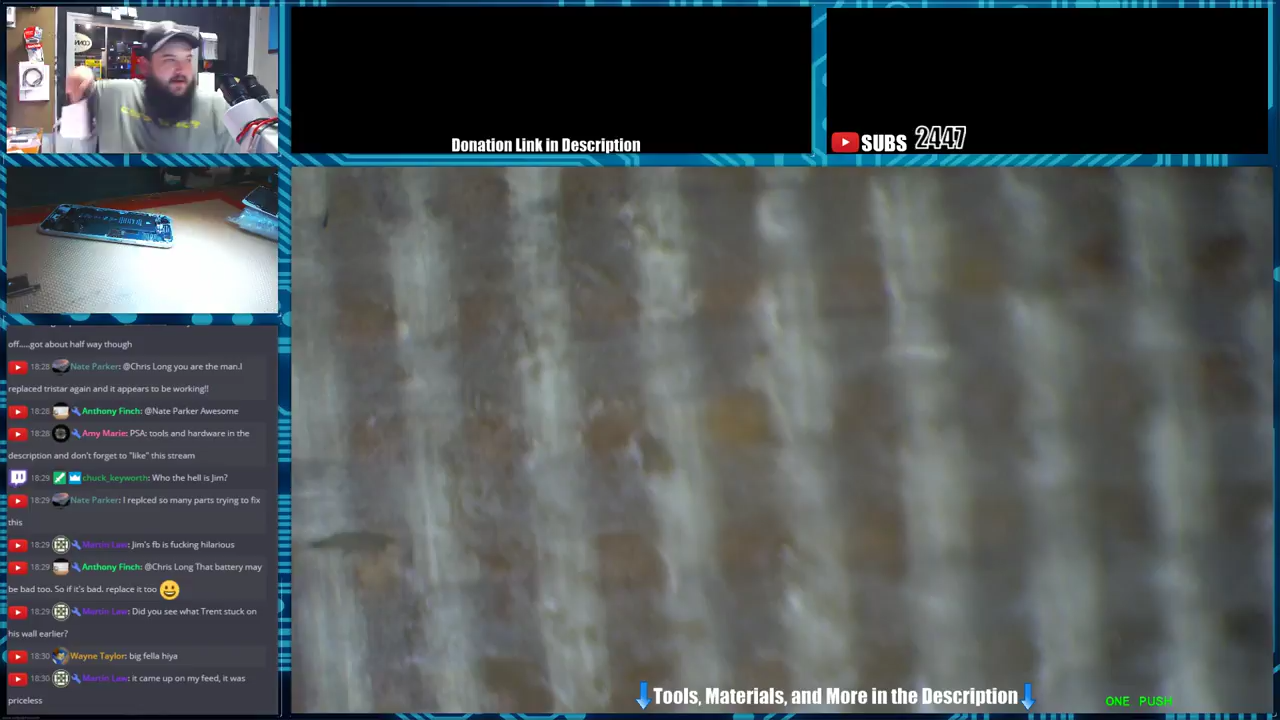 Donation Link in Description
SUBS 2447
off.....got about half way though
18:28 Nate Parker: @Chris Long you are the man.I
replaced tristar again and it appears to be working!!
18:28 Anthony Finch: @Nate Parker Awesome
18:28 Amy Marie: PSA: tools and hardware in the
description and don't forget to "like" this stream
18:29 chuck_keyworth: Who the hell is Jim?
18:29 Nate Parker: I replced so many parts trying to fix
this
18:29 Martin Law: Jim's fb is fucking hilarious
18:29 Anthony Finch: @Chris Long That battery may
be bad too. So if it's bad. replace it too 😀
18:29 Martin Law: Did you see what Trent stuck on
his wall earlier?
18:30 Wayne Taylor: big fella hiya
18:30 Martin Law: it came up on my feed, it was
priceless
Tools, Materials, and More in the Description
ONE PUSH